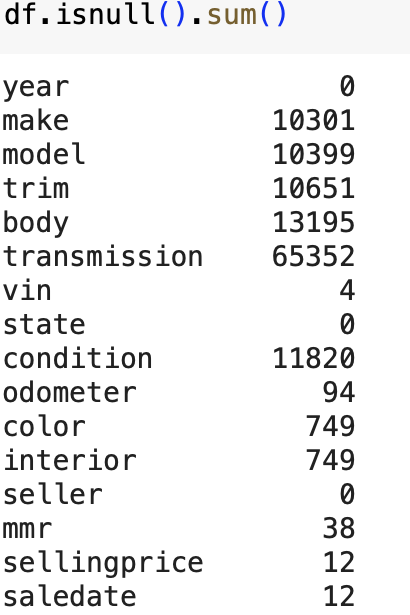 df.isnull().sum()
year 0
make 10301
model 10399
trim 10651
body 13195
transmission 65352
vin 4
state 0
condition 11820
odometer 94
color 749
interior 749
seller 0
mmr 38
sellingprice 12
saledate 12